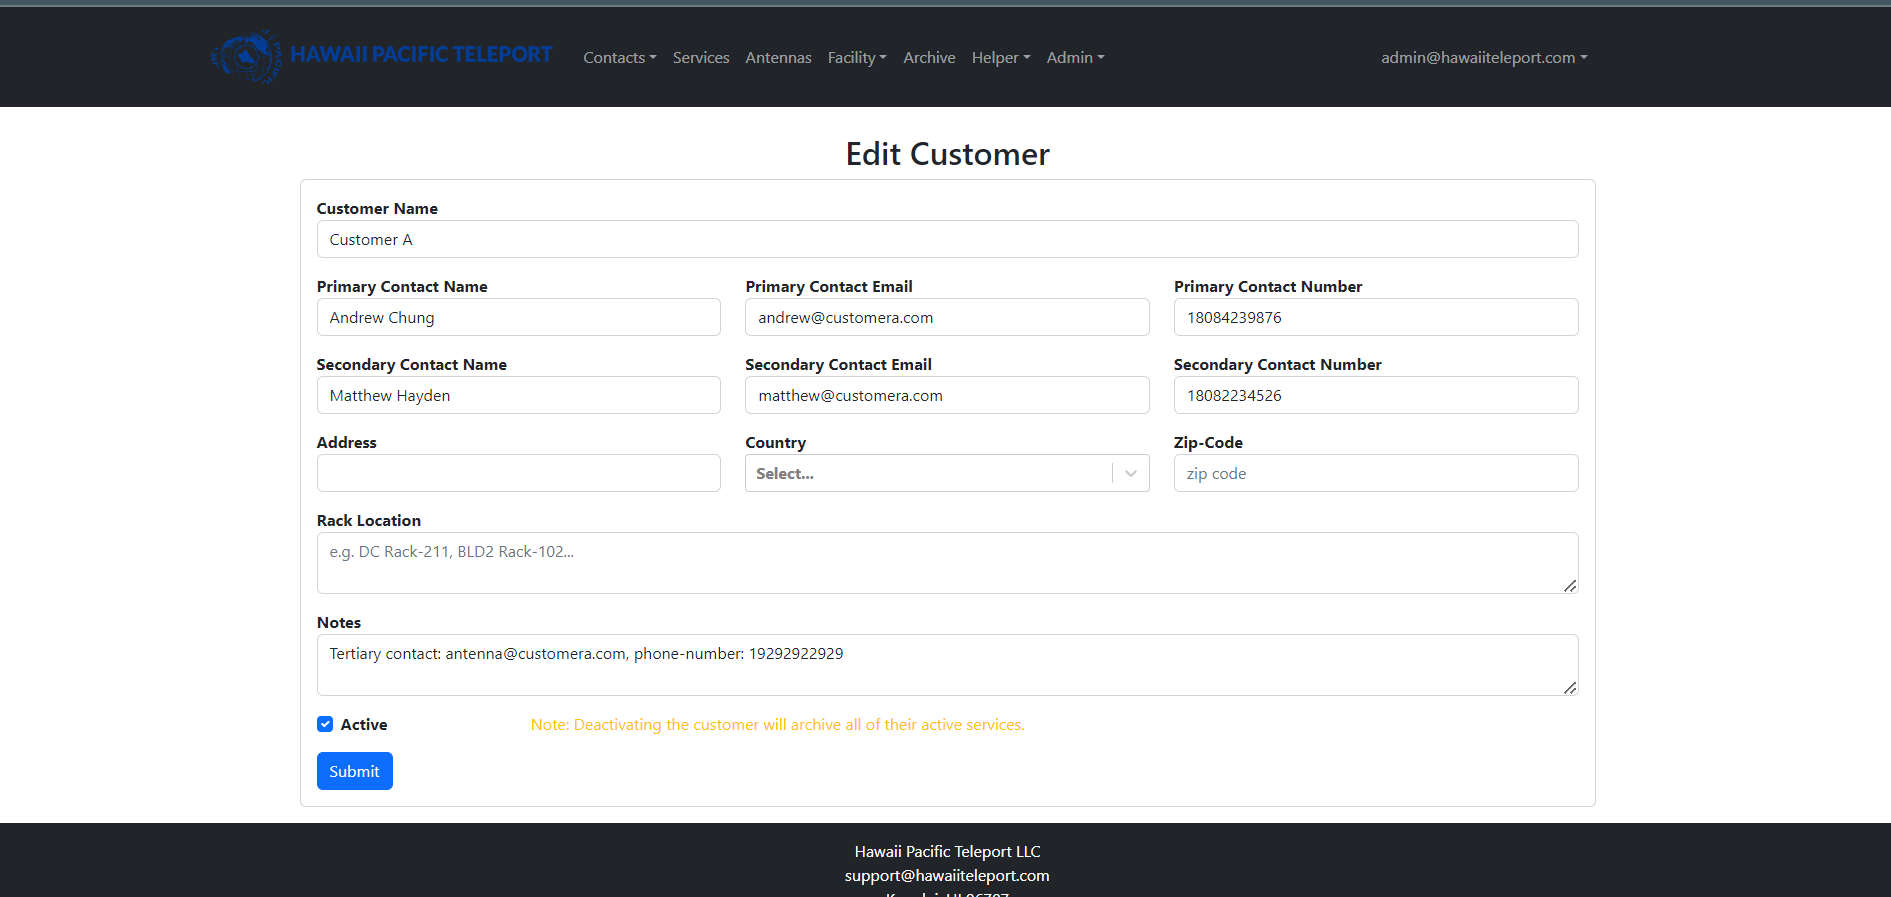 HAWAII PACIFIC TELEPORT Contacts Services Antennas Facility Archive Helper Admin admin@hawaiiteleport.com
Edit Customer
Customer Name
Customer A
Primary Contact Name Primary Contact Email Primary Contact Number
Andrew Chung andrew@customera.com 18084239876
Secondary Contact Name Secondary Contact Email Secondary Contact Number
Matthew Hayden matthew@customera.com 18082234526
Address Country Zip-Code
Select... zip code
Rack Location
e.g. DC Rack-211, BLD2 Rack-102...
Notes
Tertiary contact: antenna@customera.com, phone-number: 19292922929
Active Note: Deactivating the customer will archive all of their active services.
Submit
Hawaii Pacific Teleport LLC
support@hawaiiteleport.com